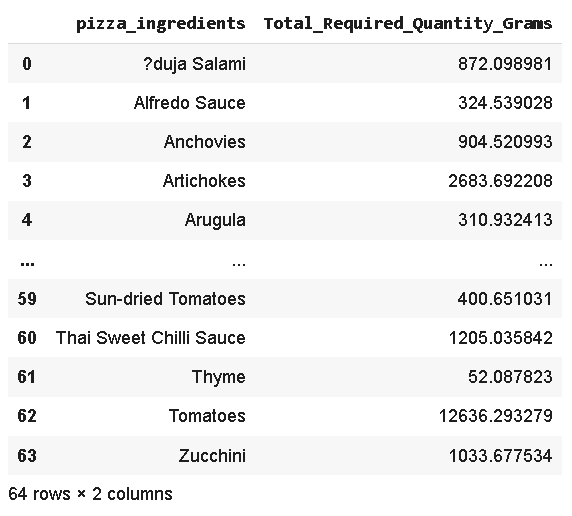 pizza_ingredients Total_Required_Quantity_Grams
0 ?duja Salami 872.098981
1 Alfredo Sauce 324.539028
2 Anchovies 904.520993
3 Artichokes 2683.692208
4 Arugula 310.932413
... ... ...
59 Sun-dried Tomatoes 400.651031
60 Thai Sweet Chilli Sauce 1205.035842
61 Thyme 52.087823
62 Tomatoes 12636.293279
63 Zucchini 1033.677534
64 rows × 2 columns